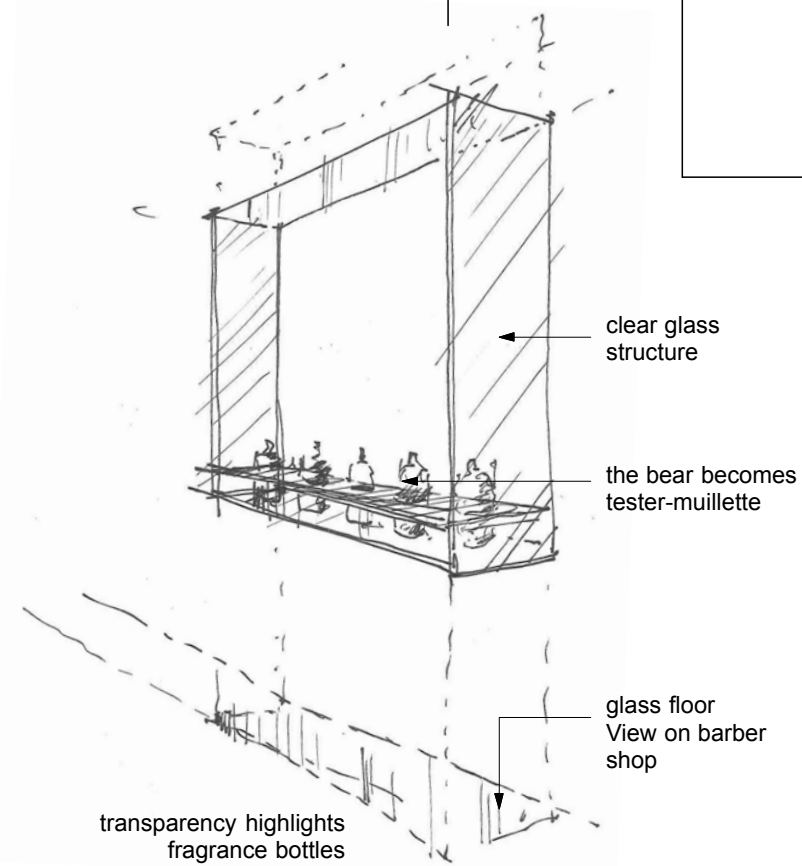 clear glass
structure
the bear becomes
tester-muillette
glass floor
View on barber
shop
transparency highlights
fragrance bottles